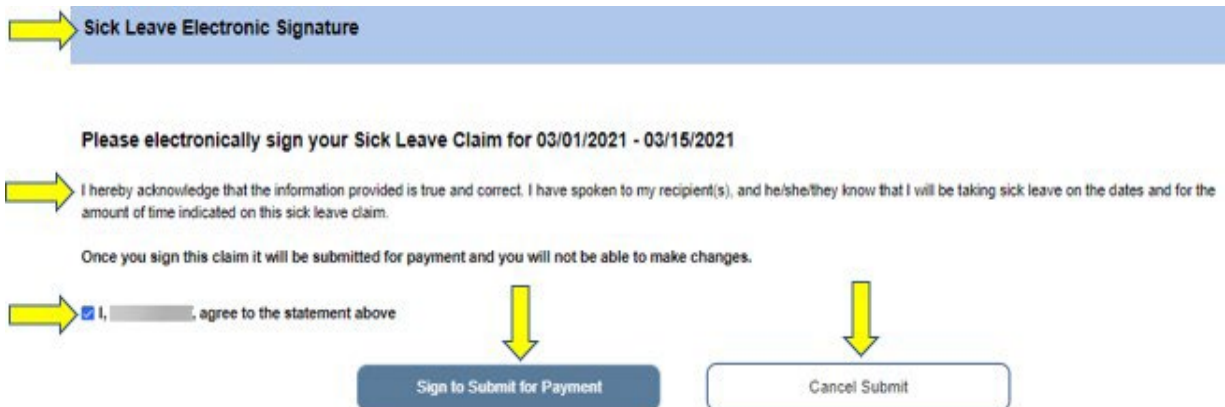 Sick Leave Electronic Signature
Please electronically sign your Sick Leave Claim for 03/01/2021 - 03/15/2021
I hereby acknowledge that the information provided is true and correct. I have spoken to my recipient(s), and he/she/they know that I will be taking sick leave on the dates and for the
amount of time indicated on this sick leave claim.
Once you sign this claim it will be submitted for payment and you will not be able to make changes.
I, , agree to the statement above
Sign to Submit for Payment
Cancel Submit